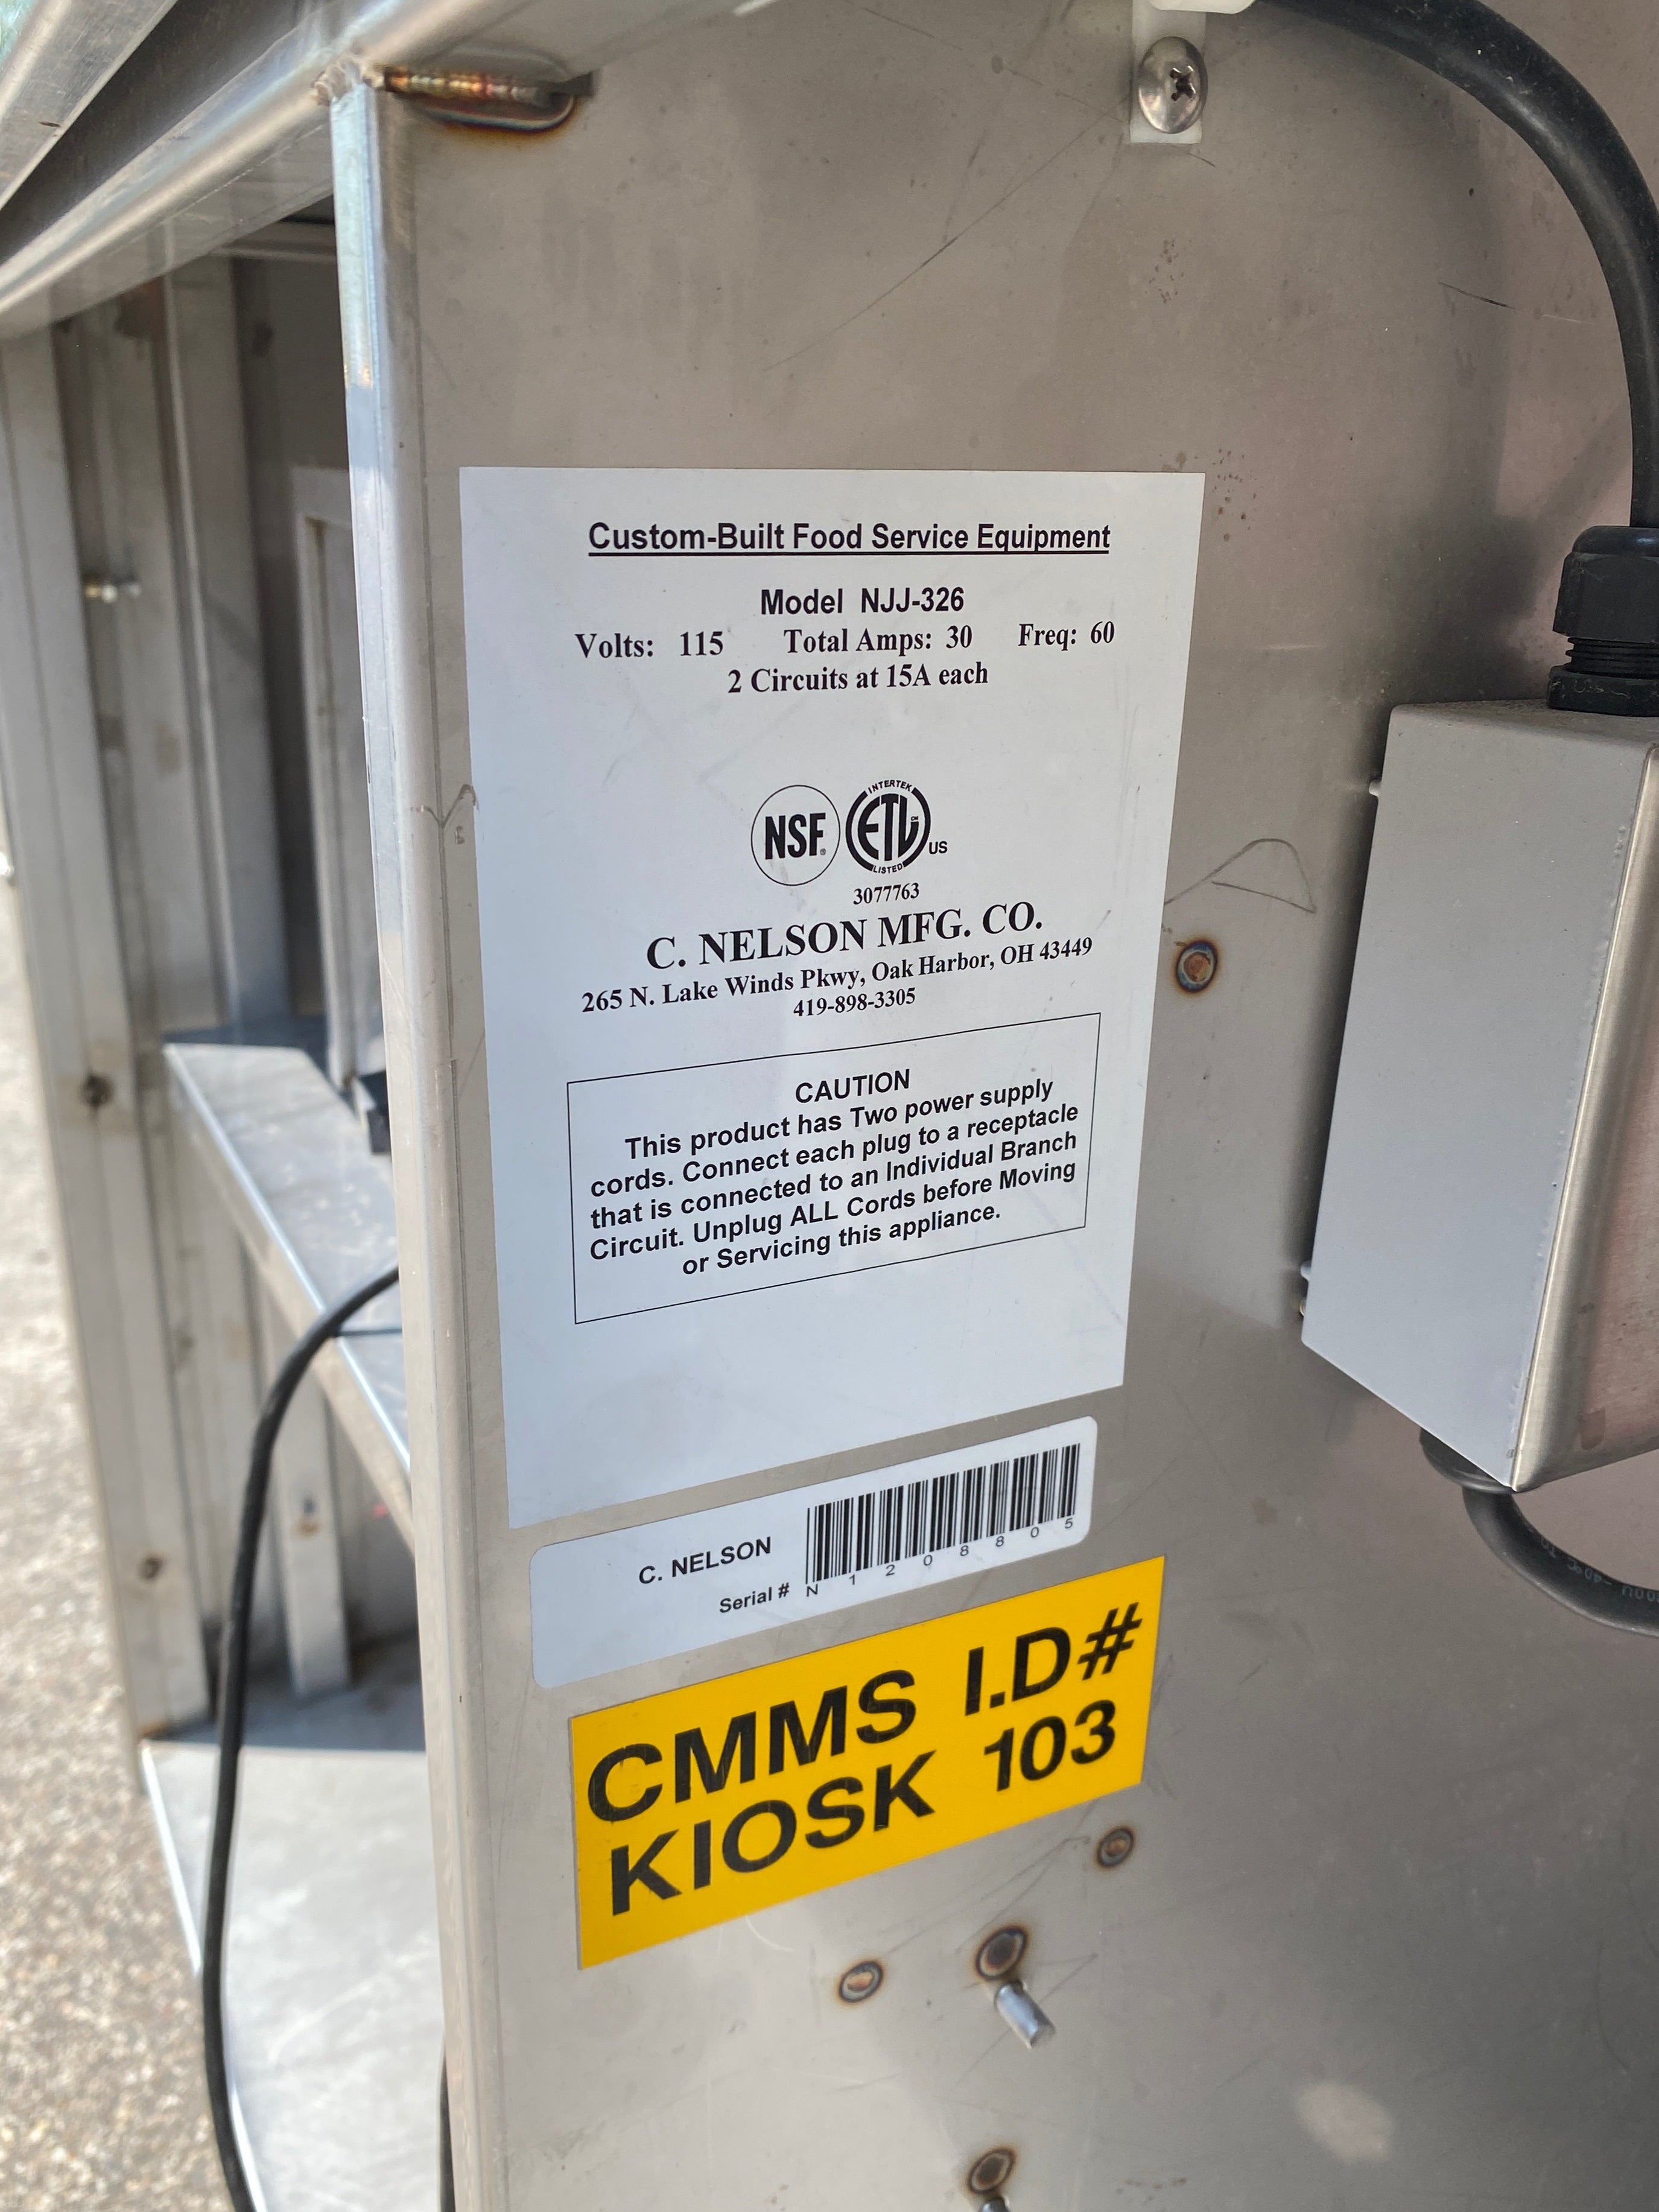 Custom-Built Food Service Equipment
Model NJJ-326
Volts: 115 Total Amps: 30 Freq: 60
2 Circuits at 15A each
NSF®
INTERTEK
ETL
CM
US
LISTED
3077763
C. NELSON MFG. CO.
265 N. Lake Winds Pkwy, Oak Harbor, OH 43449
419-898-3305
CAUTION
This product has Two power supply
cords. Connect each plug to a receptacle
that is connected to an Individual Branch
Circuit. Unplug ALL Cords before Moving
or Servicing this appliance.
C. NELSON
Serial # N 1 2 0 8 8 0 5
CMMS I.D#
KIOSK 103